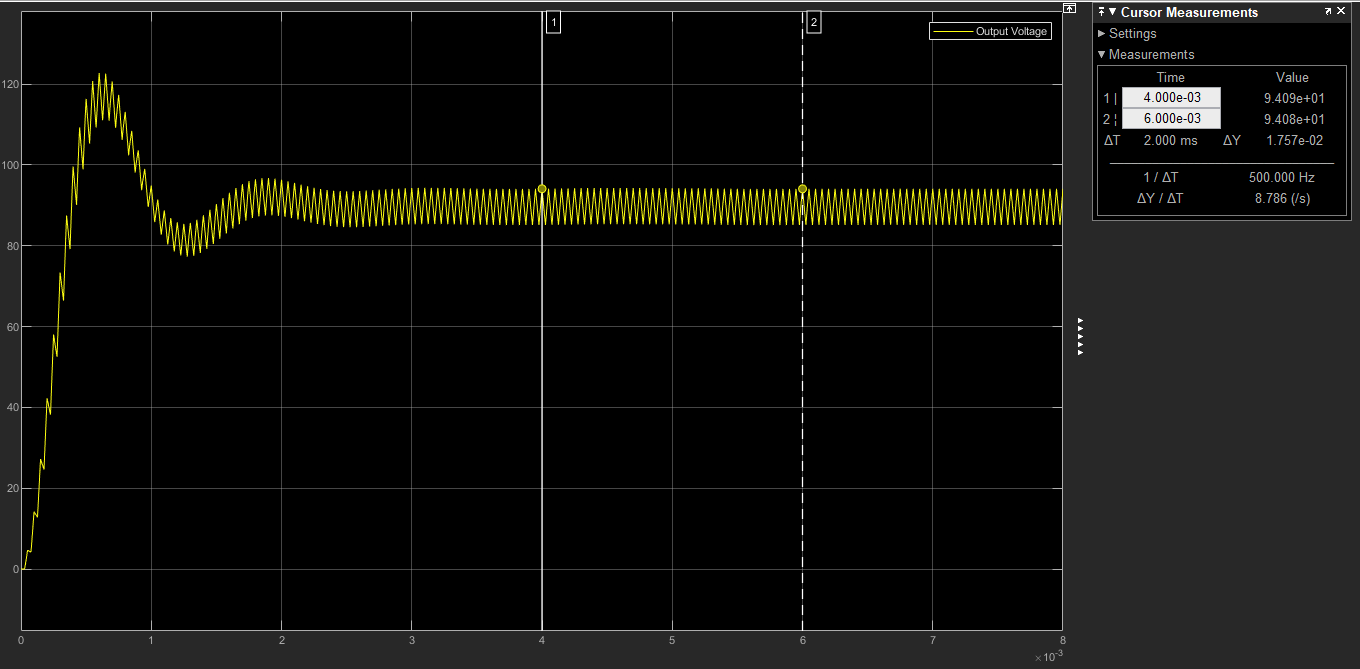 1
2
Output Voltage
120
100
80
60
40
20
0
0 1 2 3 4 5 6 7 8
×10-3
Cursor Measurements
Settings
Measurements
Time Value
1 | 4.000e-03 9.409e+01
2 ¦ 6.000e-03 9.408e+01
ΔT 2.000 ms ΔY 1.757e-02
1 / ΔT 500.000 Hz
ΔY / ΔT 8.786 (/s)